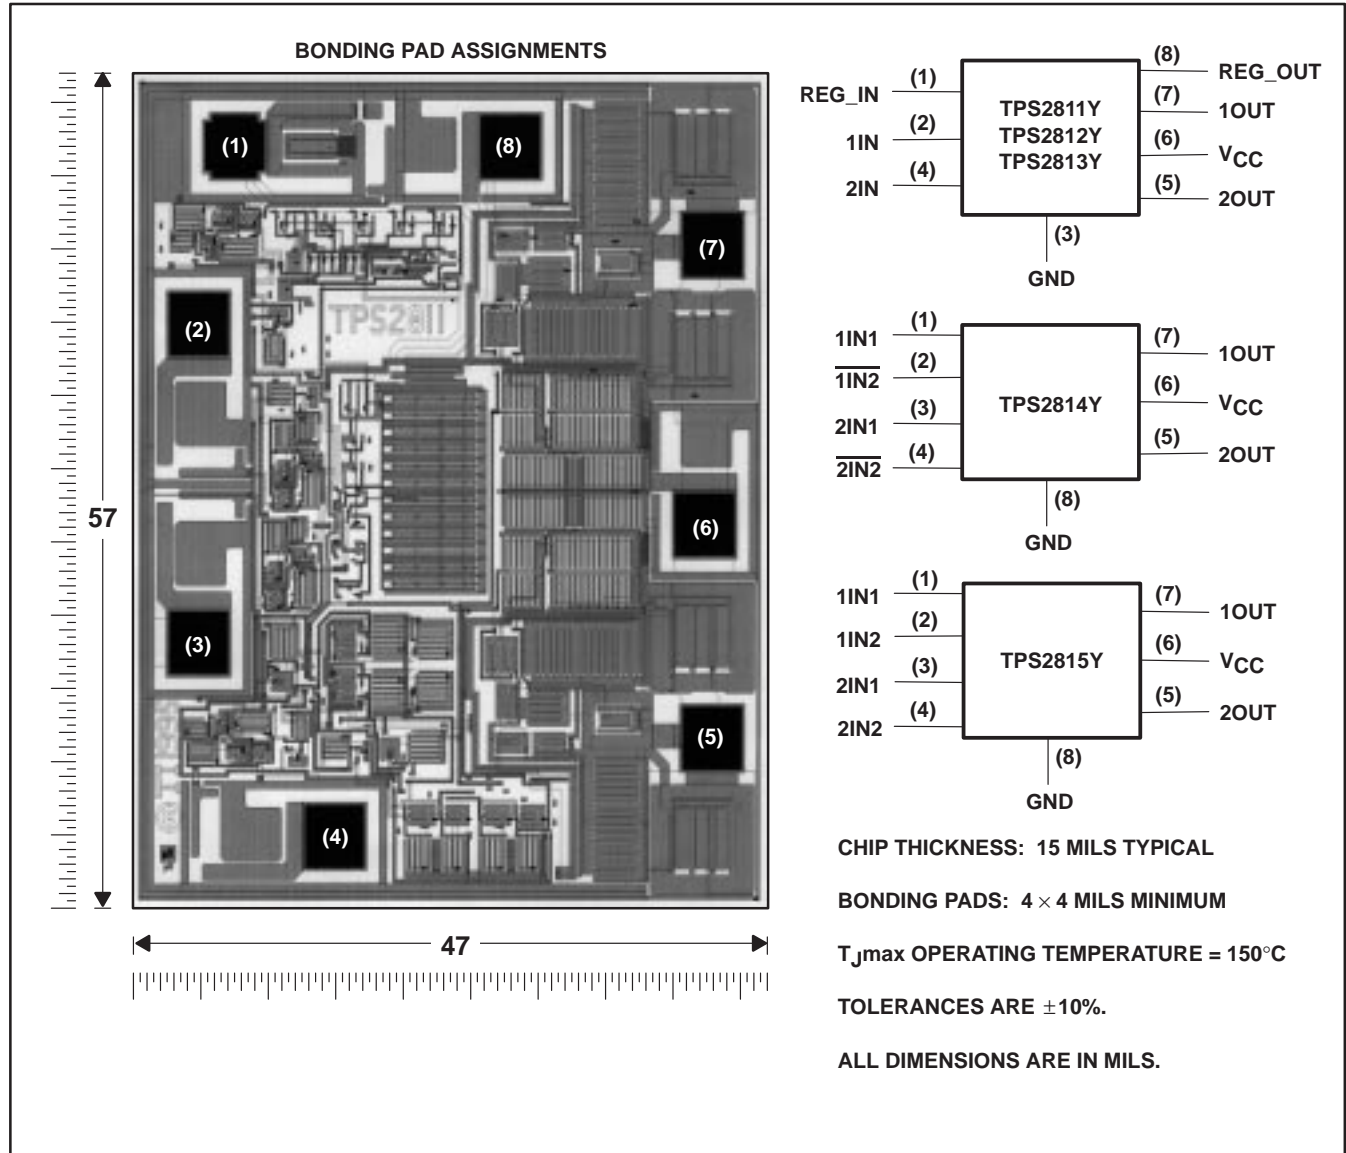 BONDING PAD ASSIGNMENTS
(1)
(8)
(7)
(2)
TPS2811
(6)
(3)
(5)
(4)
57
47
REG_IN (1)
1IN (2)
2IN (4)
TPS2811Y
TPS2812Y
TPS2813Y
(8) REG_OUT
(7) 1OUT
(6) VCC
(5) 2OUT
(3)
GND
1IN1 (1)
1IN2 (2)
2IN1 (3)
2IN2 (4)
TPS2814Y
(7) 1OUT
(6) VCC
(5) 2OUT
(8)
GND
1IN1 (1)
1IN2 (2)
2IN1 (3)
2IN2 (4)
TPS2815Y
(7) 1OUT
(6) VCC
(5) 2OUT
(8)
GND
CHIP THICKNESS: 15 MILS TYPICAL
BONDING PADS: 4 × 4 MILS MINIMUM
TJmax OPERATING TEMPERATURE = 150°C
TOLERANCES ARE ±10%.
ALL DIMENSIONS ARE IN MILS.